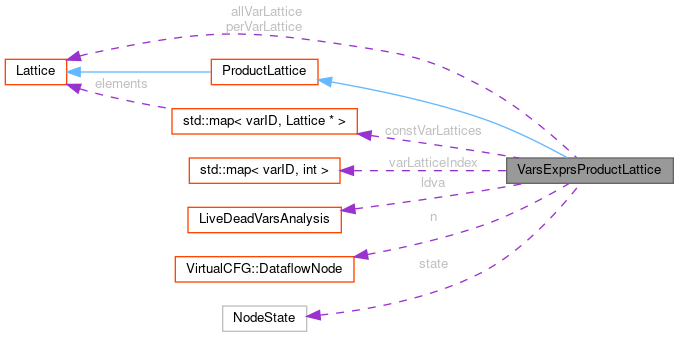 allVarLattice
perVarLattice
Lattice
ProductLattice
elements
std::map< varID, Lattice * >
constVarLattices
std::map< varID, int >
varLatticeIndex
VarsExprsProductLattice
ldva
LiveDeadVarsAnalysis
n
VirtualCFG::DataflowNode
state
NodeState